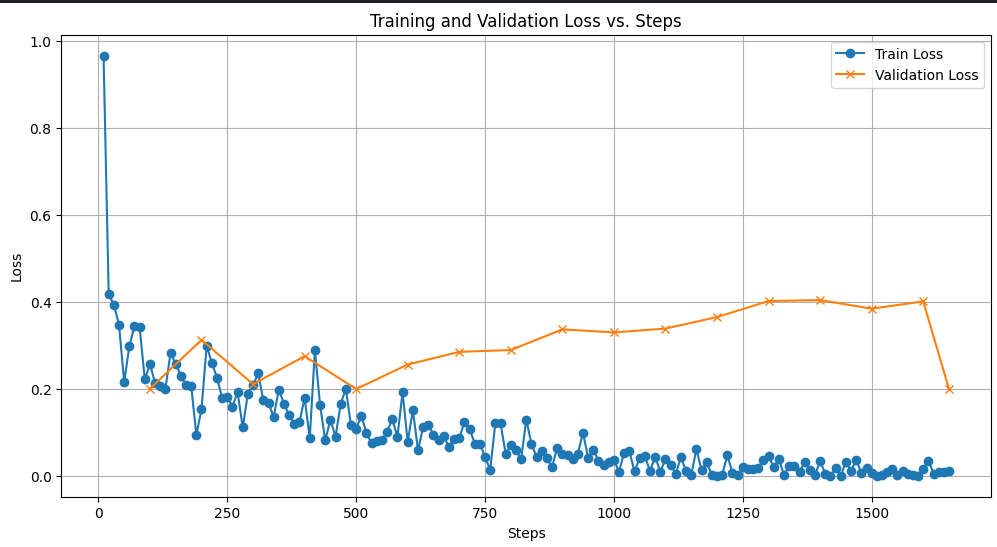 Training and Validation Loss vs. Steps
Train Loss
Validation Loss
Loss
1.0
0.8
0.6
0.4
0.2
0.0
0
250
500
750
1000
1250
1500
Steps